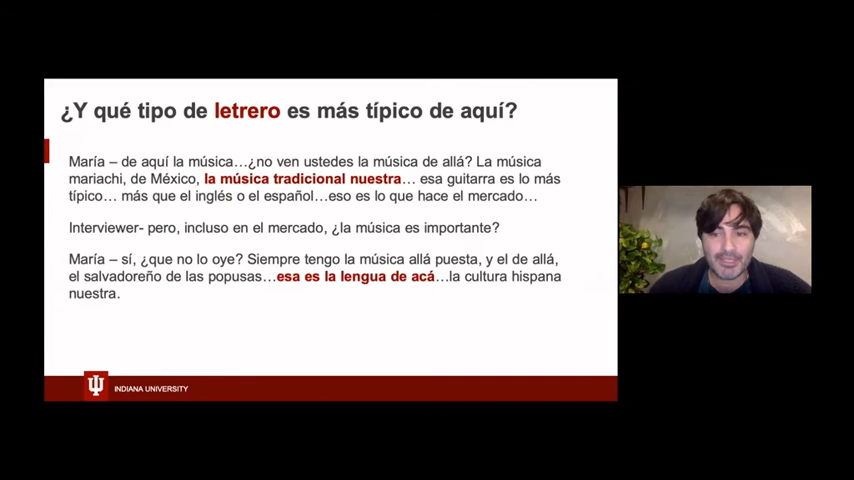 ¿Y qué tipo de letrero es más típico de aquí?
María – de aquí la música…¿no ven ustedes la música de allá? La música
mariachi, de México, la música tradicional nuestra… esa guitarra es lo más
típico… más que el inglés o el español…eso es lo que hace el mercado…
Interviewer- pero, incluso en el mercado, ¿la música es importante?
María – sí, ¿que no lo oye? Siempre tengo la música allá puesta, y el de allá,
el salvadoreño de las popusas…esa es la lengua de acá…la cultura hispana
nuestra.
INDIANA UNIVERSITY